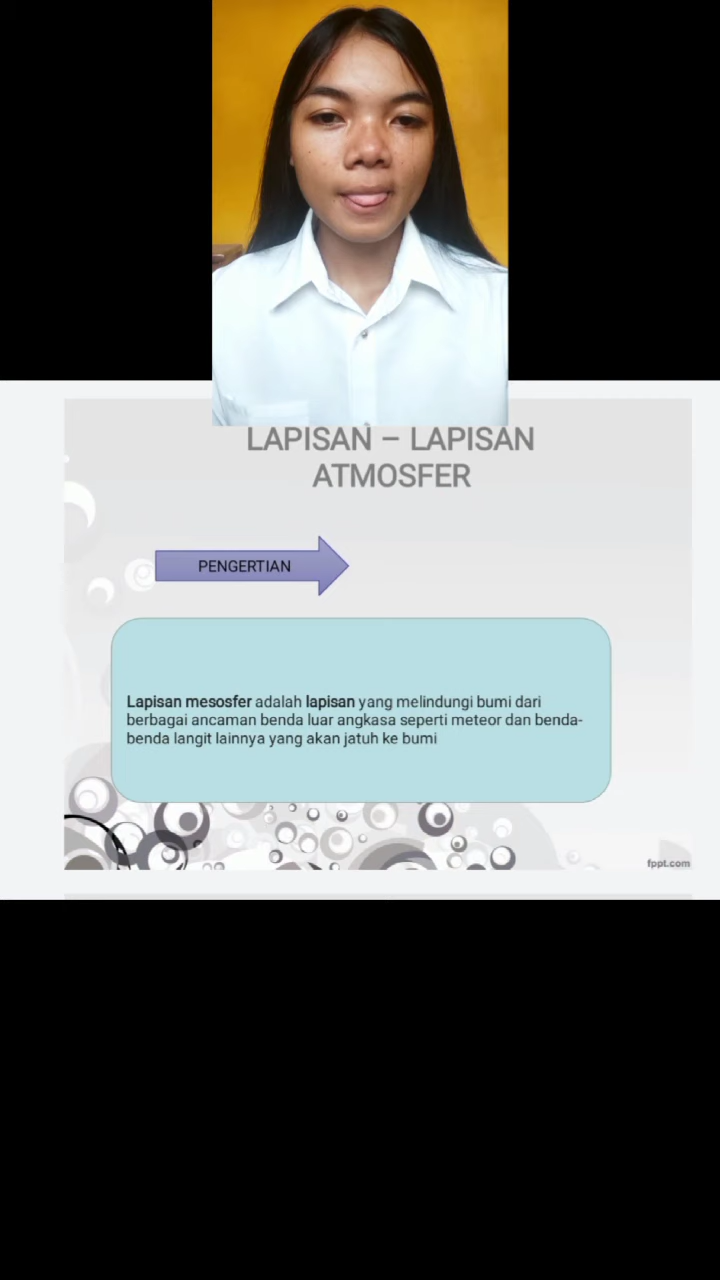 LAPISAN – LAPISAN
ATMOSFER
PENGERTIAN
Lapisan mesosfer adalah lapisan yang melindungi bumi dari
berbagai ancaman benda luar angkasa seperti meteor dan benda-
benda langit lainnya yang akan jatuh ke bumi
fppt.com